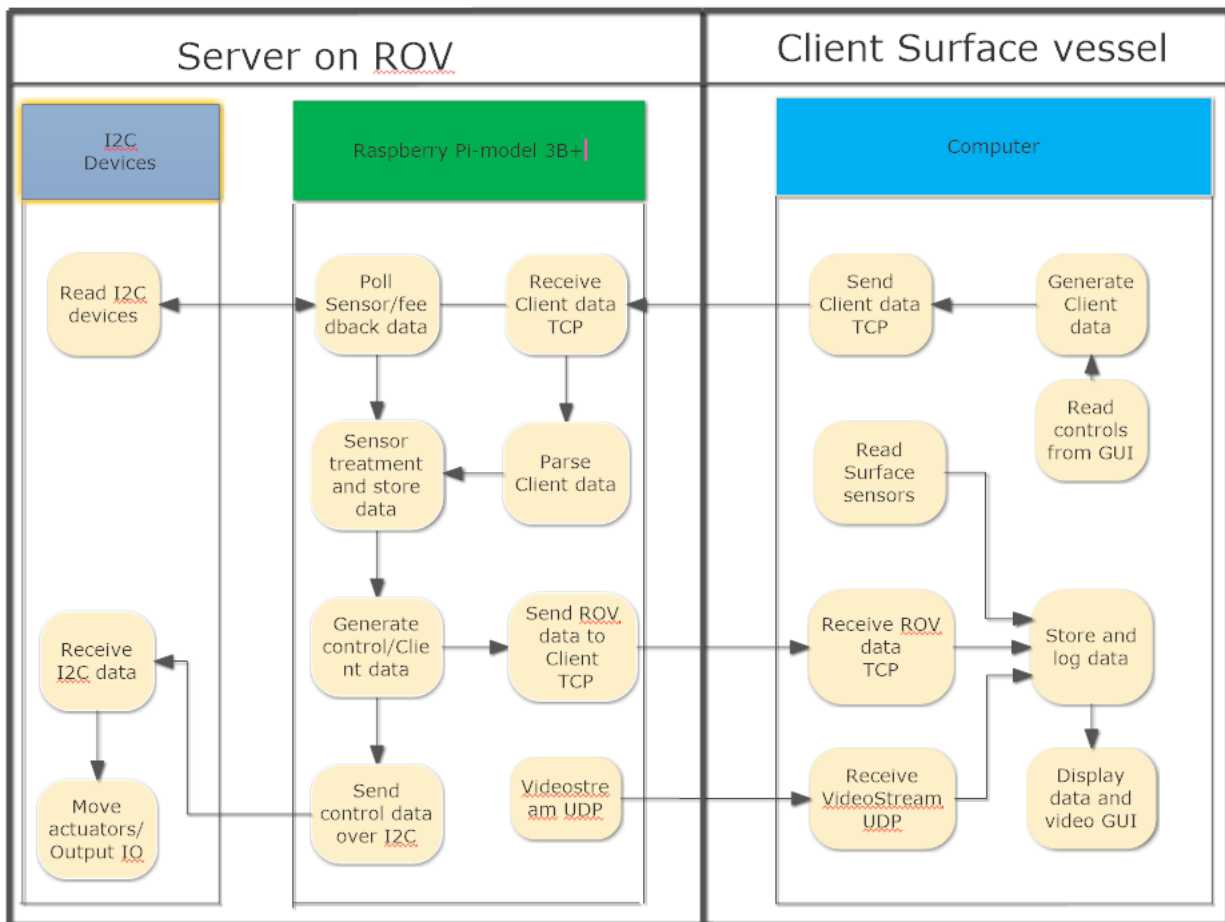 Server on ROV
Client Surface vessel
I2C
Devices
Raspberry Pi-model 3B+
Computer
Read I2C
devices
Poll
Sensor/fee
dback data
Receive
Client data
TCP
Send
Client data
TCP
Generate
Client
data
Read
controls
from GUI
Sensor
treatment
and store
data
Parse
Client data
Read
Surface
sensors
Receive
I2C data
Generate
control/Clie
nt data
Send ROV
data to
Client
TCP
Receive ROV
data
TCP
Store and
log data
Move
actuators/
Output IO
Send
control data
over I2C
Videostre
am UDP
Receive
VideoStream
UDP
Display
data and
video GUI